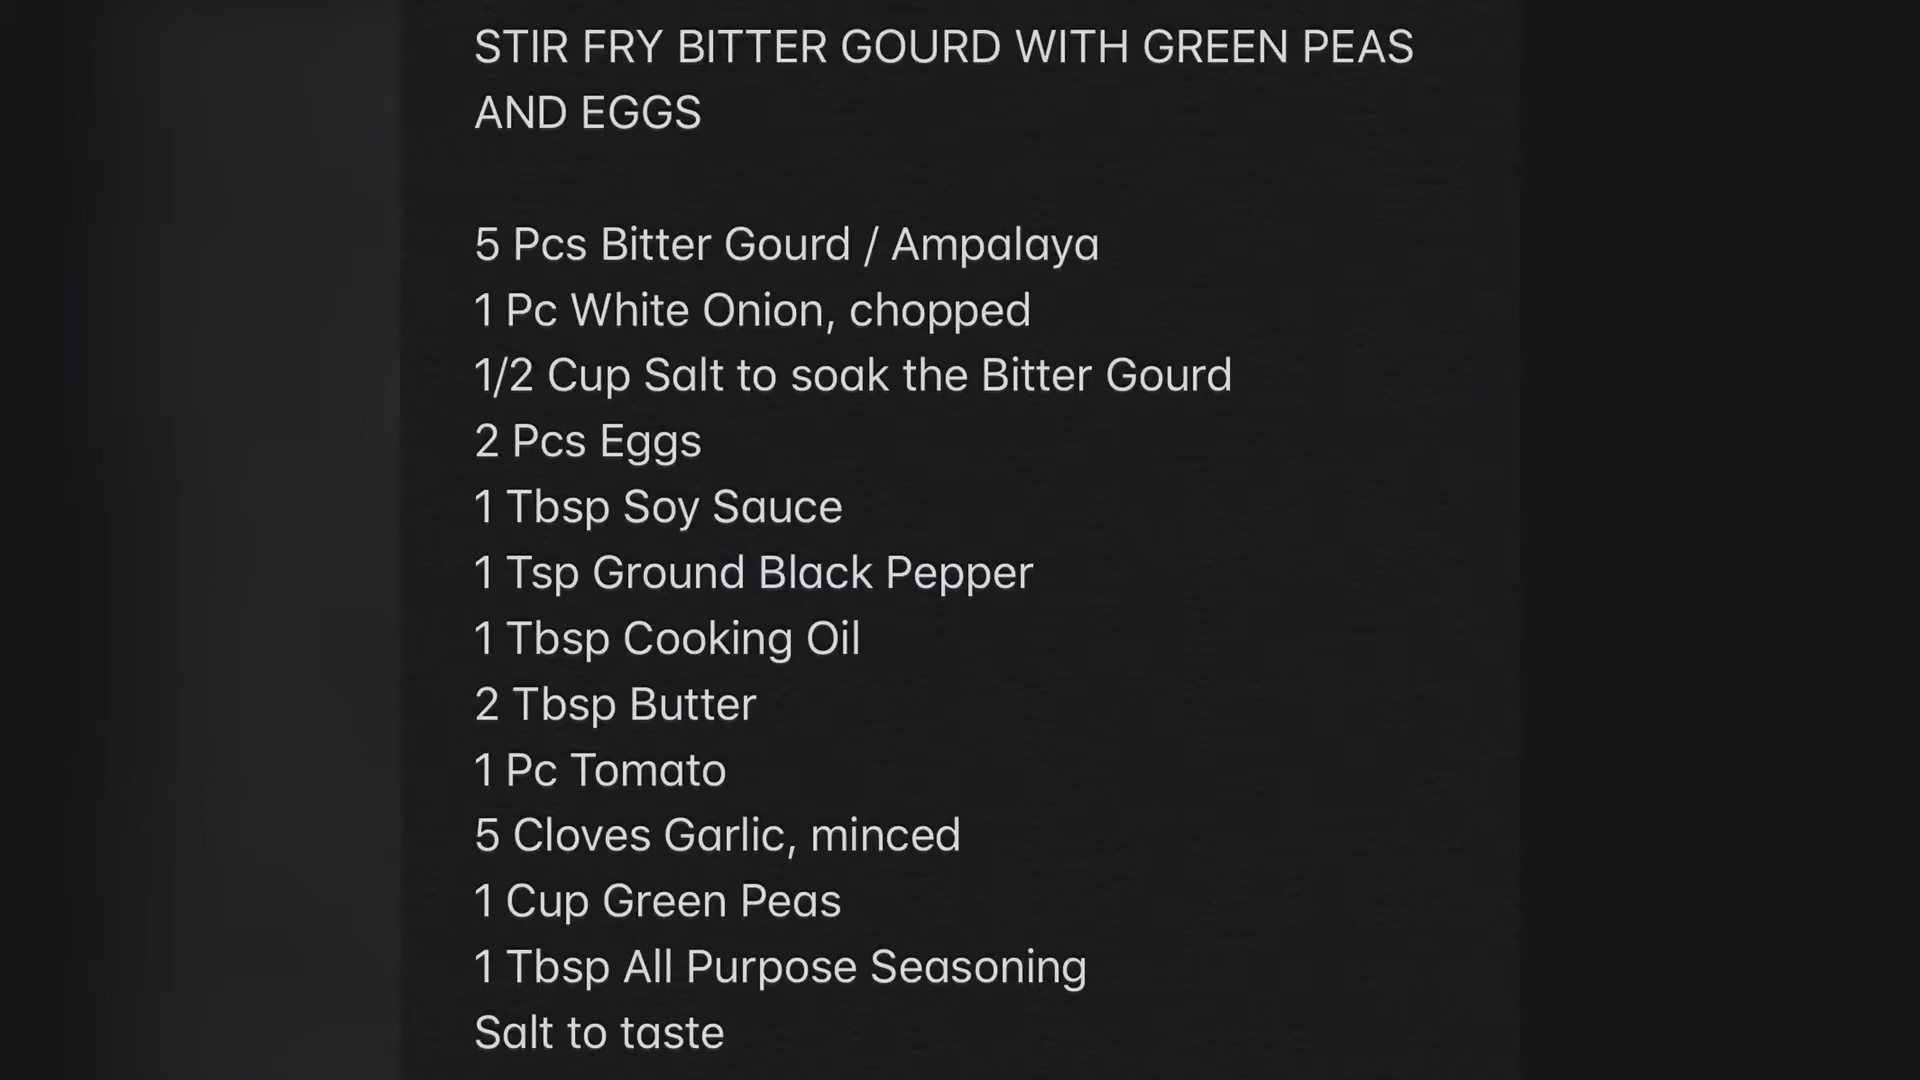 STIR FRY BITTER GOURD WITH GREEN PEAS
AND EGGS
5 Pcs Bitter Gourd / Ampalaya
1 Pc White Onion, chopped
1/2 Cup Salt to soak the Bitter Gourd
2 Pcs Eggs
1 Tbsp Soy Sauce
1 Tsp Ground Black Pepper
1 Tbsp Cooking Oil
2 Tbsp Butter
1 Pc Tomato
5 Cloves Garlic, minced
1 Cup Green Peas
1 Tbsp All Purpose Seasoning
Salt to taste